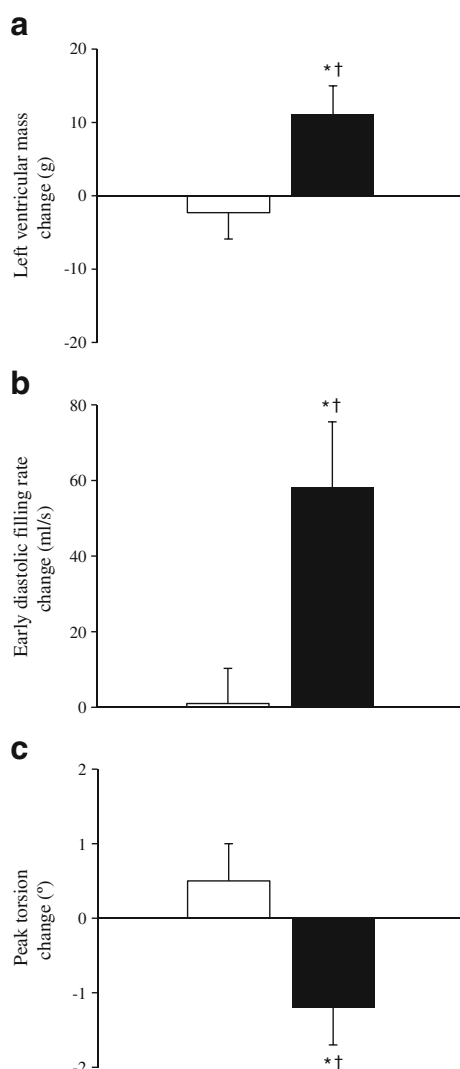 a
Left ventricular mass
change (g)
20
10
0
-10
-20
*†
b
Early diastolic filling rate
change (ml/s)
80
60
40
20
0
*†
c
Peak torsion
change (°)
2
1
0
-1
-2
*†